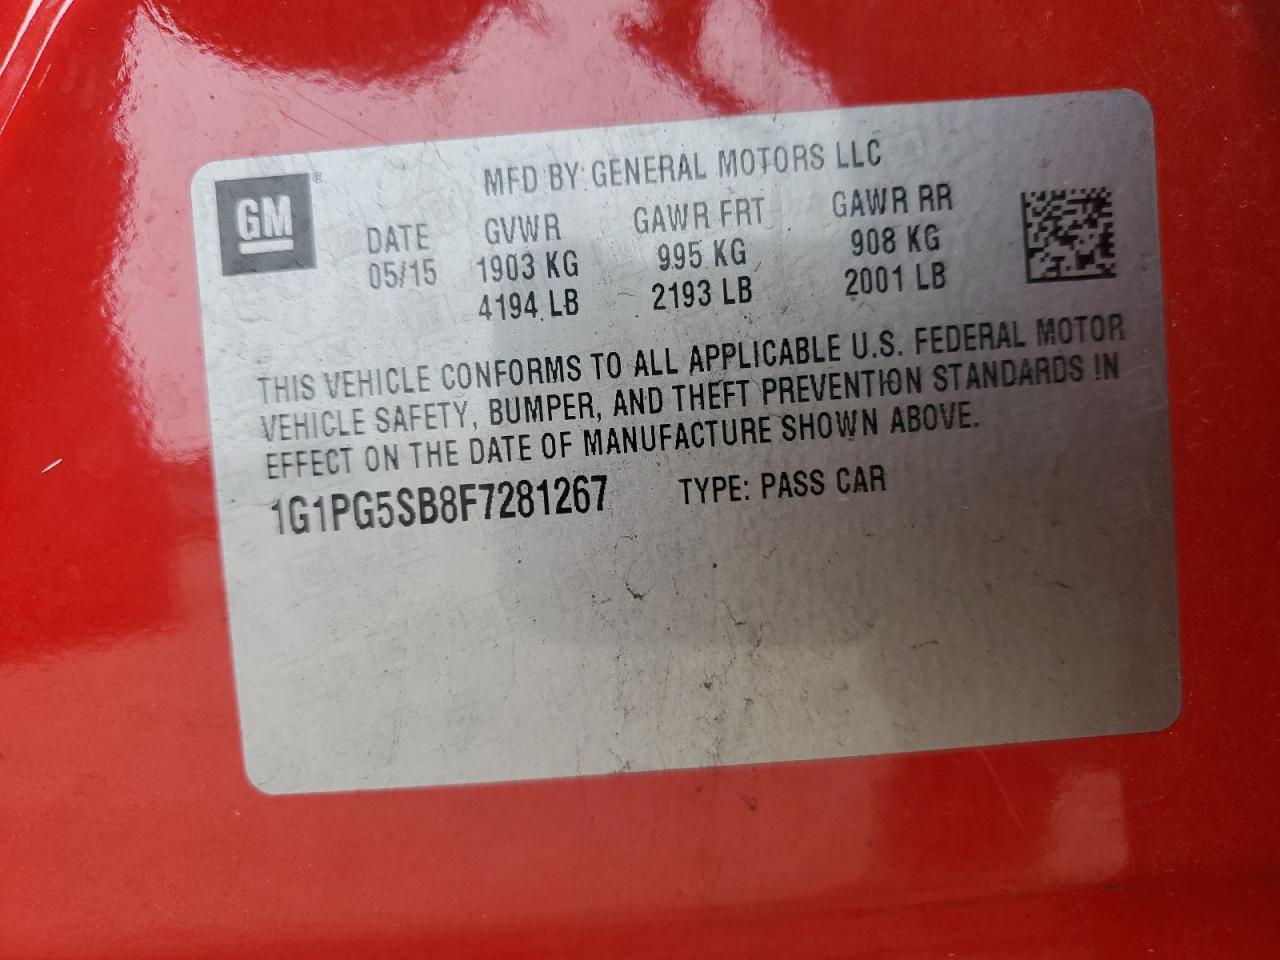 GM®
MFD BY GENERAL MOTORS LLC
DATE GVWR GAWR FRT GAWR RR
05/15 1903 KG 995 KG 908 KG
4194 LB 2193 LB 2001 LB
THIS VEHICLE CONFORMS TO ALL APPLICABLE U.S. FEDERAL MOTOR
VEHICLE SAFETY, BUMPER, AND THEFT PREVENTION STANDARDS IN
EFFECT ON THE DATE OF MANUFACTURE SHOWN ABOVE.
1G1PG5SB8F7281267 TYPE: PASS CAR